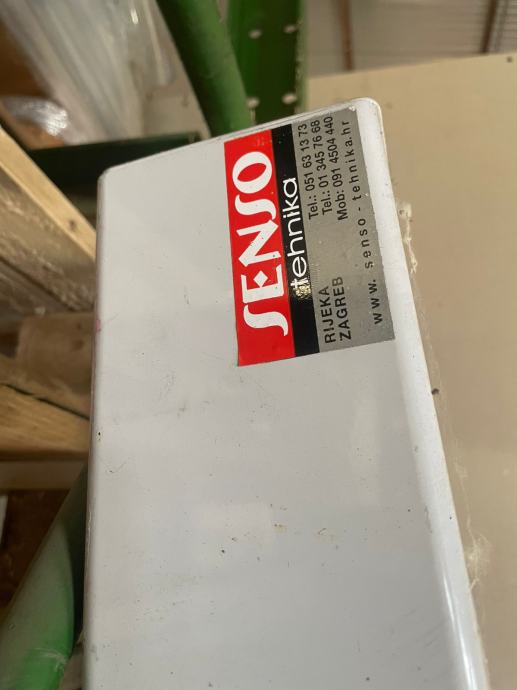 SENSO
tehnika
RIJEKA Tel.: 051 63 13 73
ZAGREB Tel.: 01 345 76 68
Mob: 091 4504 440
www. senso - tehnika.hr